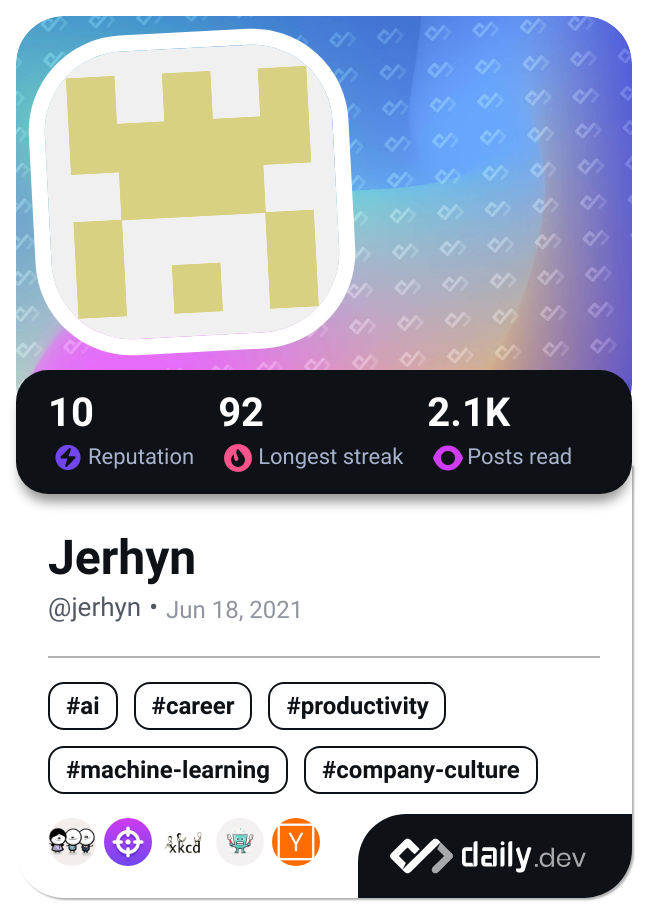 10 92 2.1K
Reputation Longest streak Posts read
Jerhyn
@jerhyn • Jun 18, 2021
#ai #career #productivity
#machine-learning #company-culture
xkcd Y
daily.dev